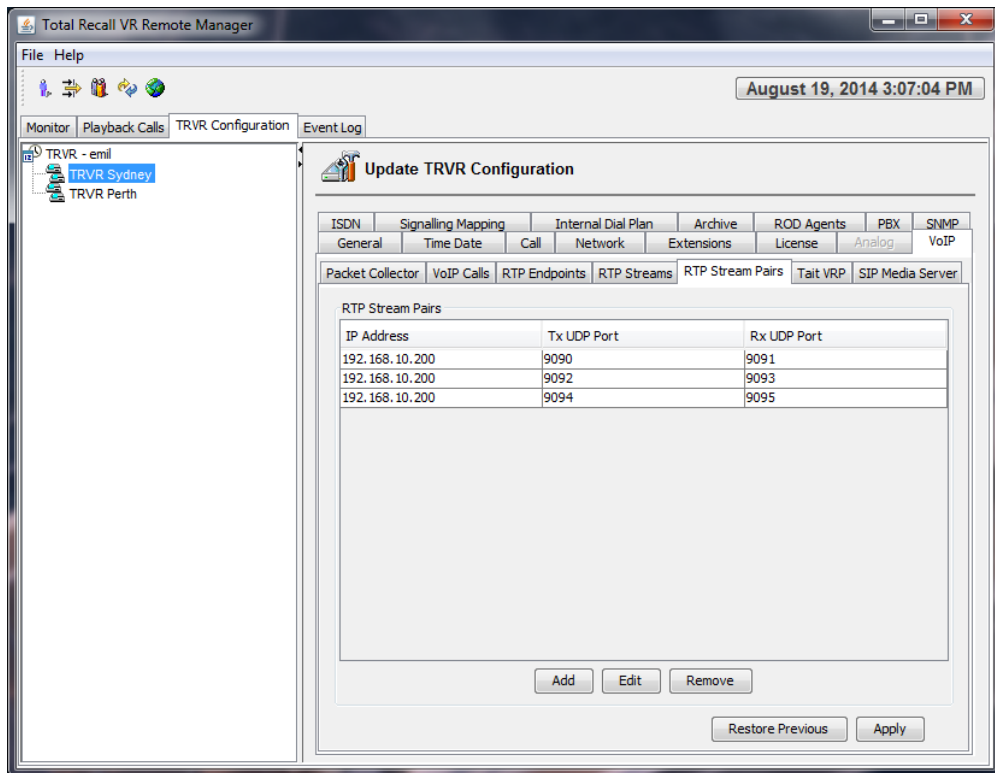 Total Recall VR Remote Manager
File Help
August 19, 2014 3:07:04 PM
Monitor Playback Calls TRVR Configuration Event Log
TRVR - emil
TRVR Sydney
TRVR Perth
Update TRVR Configuration
ISDN Signalling Mapping Internal Dial Plan Archive ROD Agents PBX SNMP
General Time Date Call Network Extensions License Analog VoIP
Packet Collector VoIP Calls RTP Endpoints RTP Streams RTP Stream Pairs Tait VRP SIP Media Server
RTP Stream Pairs
IP Address Tx UDP Port Rx UDP Port
192.168.10.200 9090 9091
192.168.10.200 9092 9093
192.168.10.200 9094 9095
Add Edit Remove
Restore Previous Apply